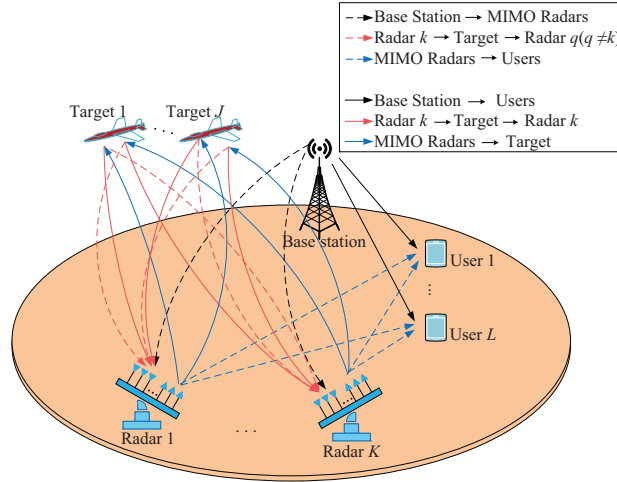 Base Station → MIMO Radars
Radar k → Target → Radar q(q ≠k)
MIMO Radars → Users
Base Station → Users
Radar k → Target → Radar k
MIMO Radars → Target
Target 1 ... Target J
Base station
User 1
⋮
User L
Radar 1 ... Radar K